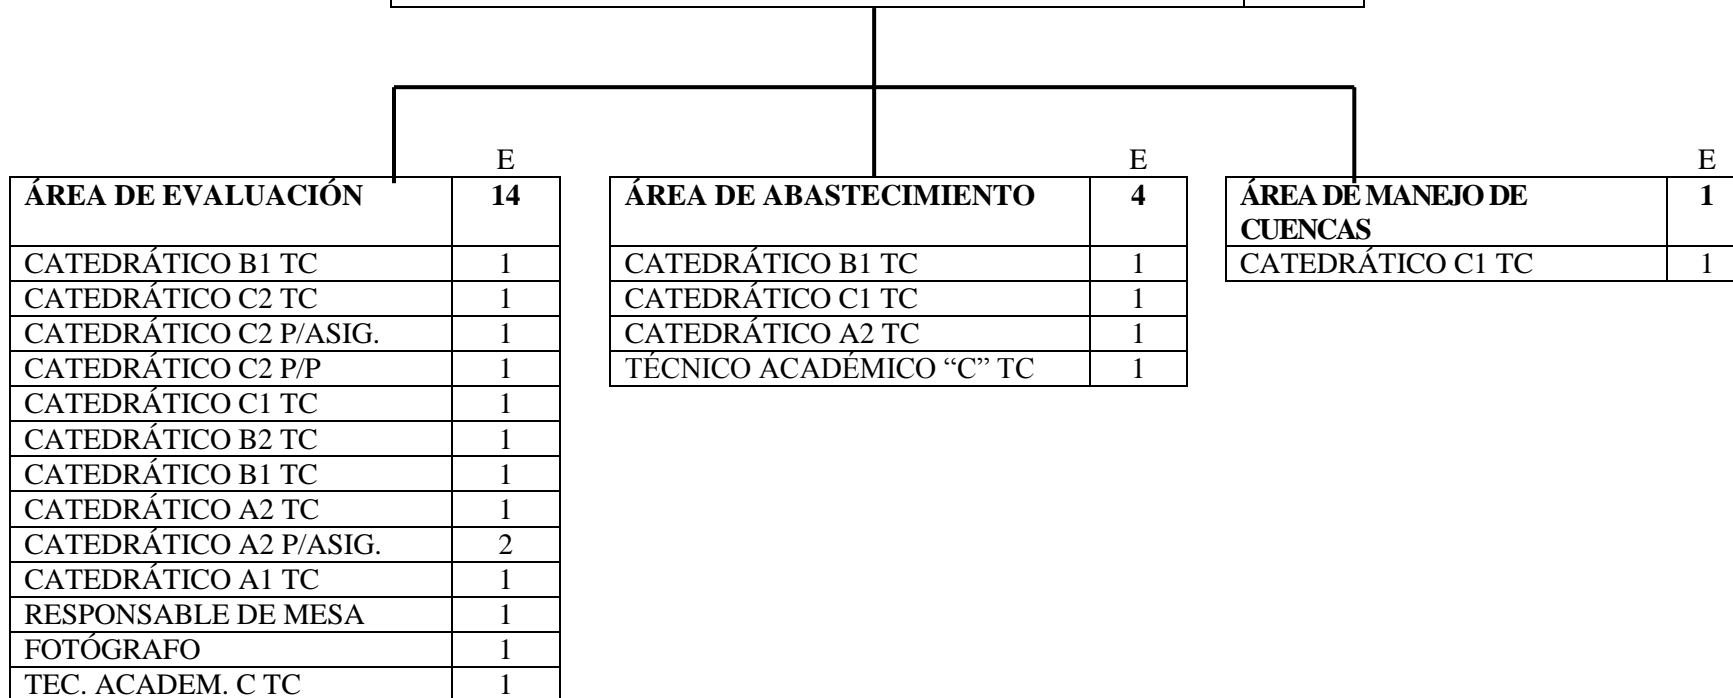 E
ÁREA DE EVALUACIÓN 14
CATEDRÁTICO B1 TC 1
CATEDRÁTICO C2 TC 1
CATEDRÁTICO C2 P/ASIG. 1
CATEDRÁTICO C2 P/P 1
CATEDRÁTICO C1 TC 1
CATEDRÁTICO B2 TC 1
CATEDRÁTICO B1 TC 1
CATEDRÁTICO A2 TC 1
CATEDRÁTICO A2 P/ASIG. 2
CATEDRÁTICO A1 TC 1
RESPONSABLE DE MESA 1
FOTÓGRAFO 1
TEC. ACADEM. C TC 1
E
ÁREA DE ABASTECIMIENTO 4
CATEDRÁTICO B1 TC 1
CATEDRÁTICO C1 TC 1
CATEDRÁTICO A2 TC 1
TÉCNICO ACADÉMICO “C” TC 1
E
ÁREA DE MANEJO DE 1
CUENCAS
CATEDRÁTICO C1 TC 1